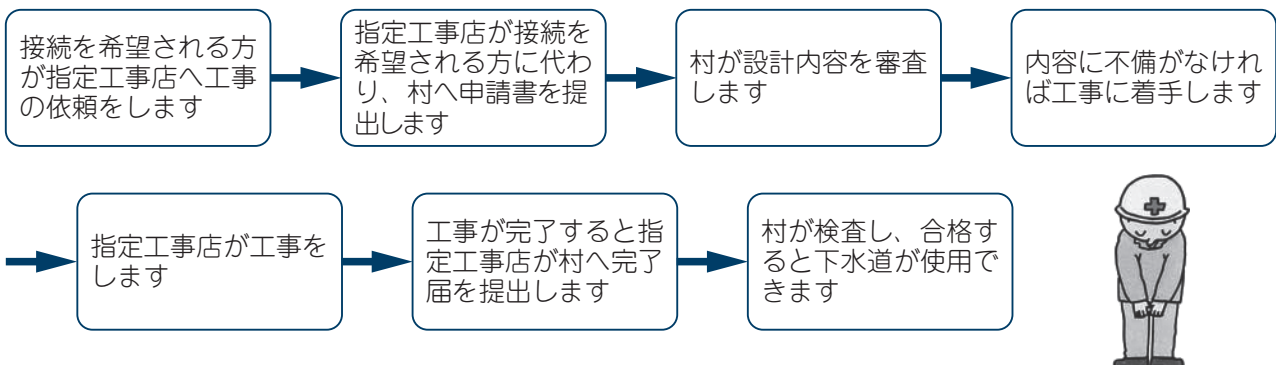 接続を希望される方
が指定工事店へ工事
の依頼をします
指定工事店が接続を
希望される方に代わ
り、村へ申請書を提
出します
村が設計内容を審査
します
内容に不備がなけれ
ば工事に着手します
指定工事店が工事を
します
工事が完了すると指
定工事店が村へ完了
届を提出します
村が検査し、合格す
ると下水道が使用で
きます